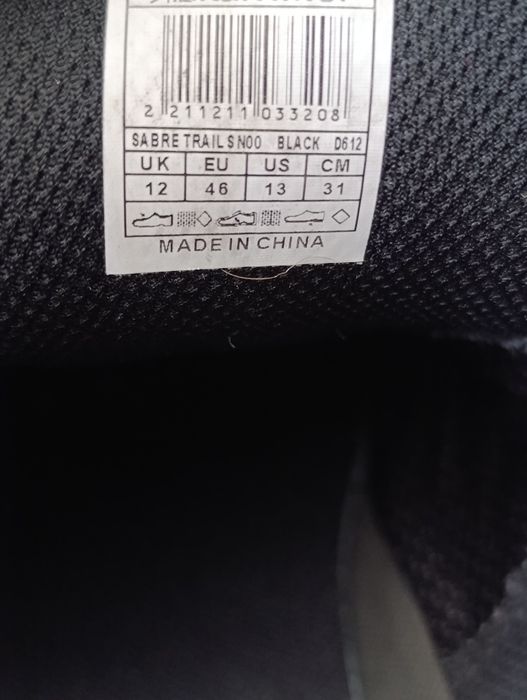 2 211211 033208
SABRE TRAIL SN00 BLACK D612
UK EU US CM
12 46 13 31
MADE IN CHINA